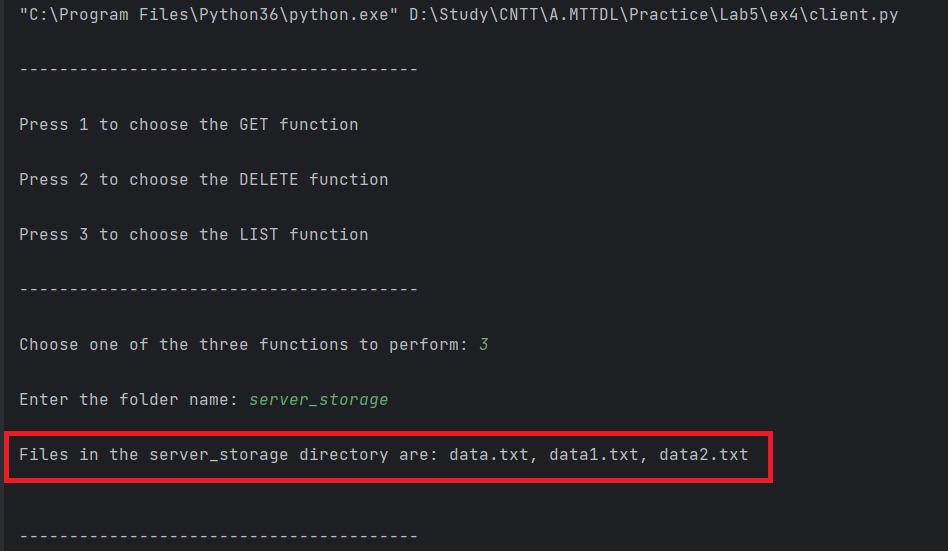 "C:\Program Files\Python36\python.exe" D:\Study\CNTT\A.MTTDL\Practice\Lab5\ex4\client.py
----------------------------------------
Press 1 to choose the GET function
Press 2 to choose the DELETE function
Press 3 to choose the LIST function
----------------------------------------
Choose one of the three functions to perform: 3
Enter the folder name: server_storage
Files in the server_storage directory are: data.txt, data1.txt, data2.txt
----------------------------------------